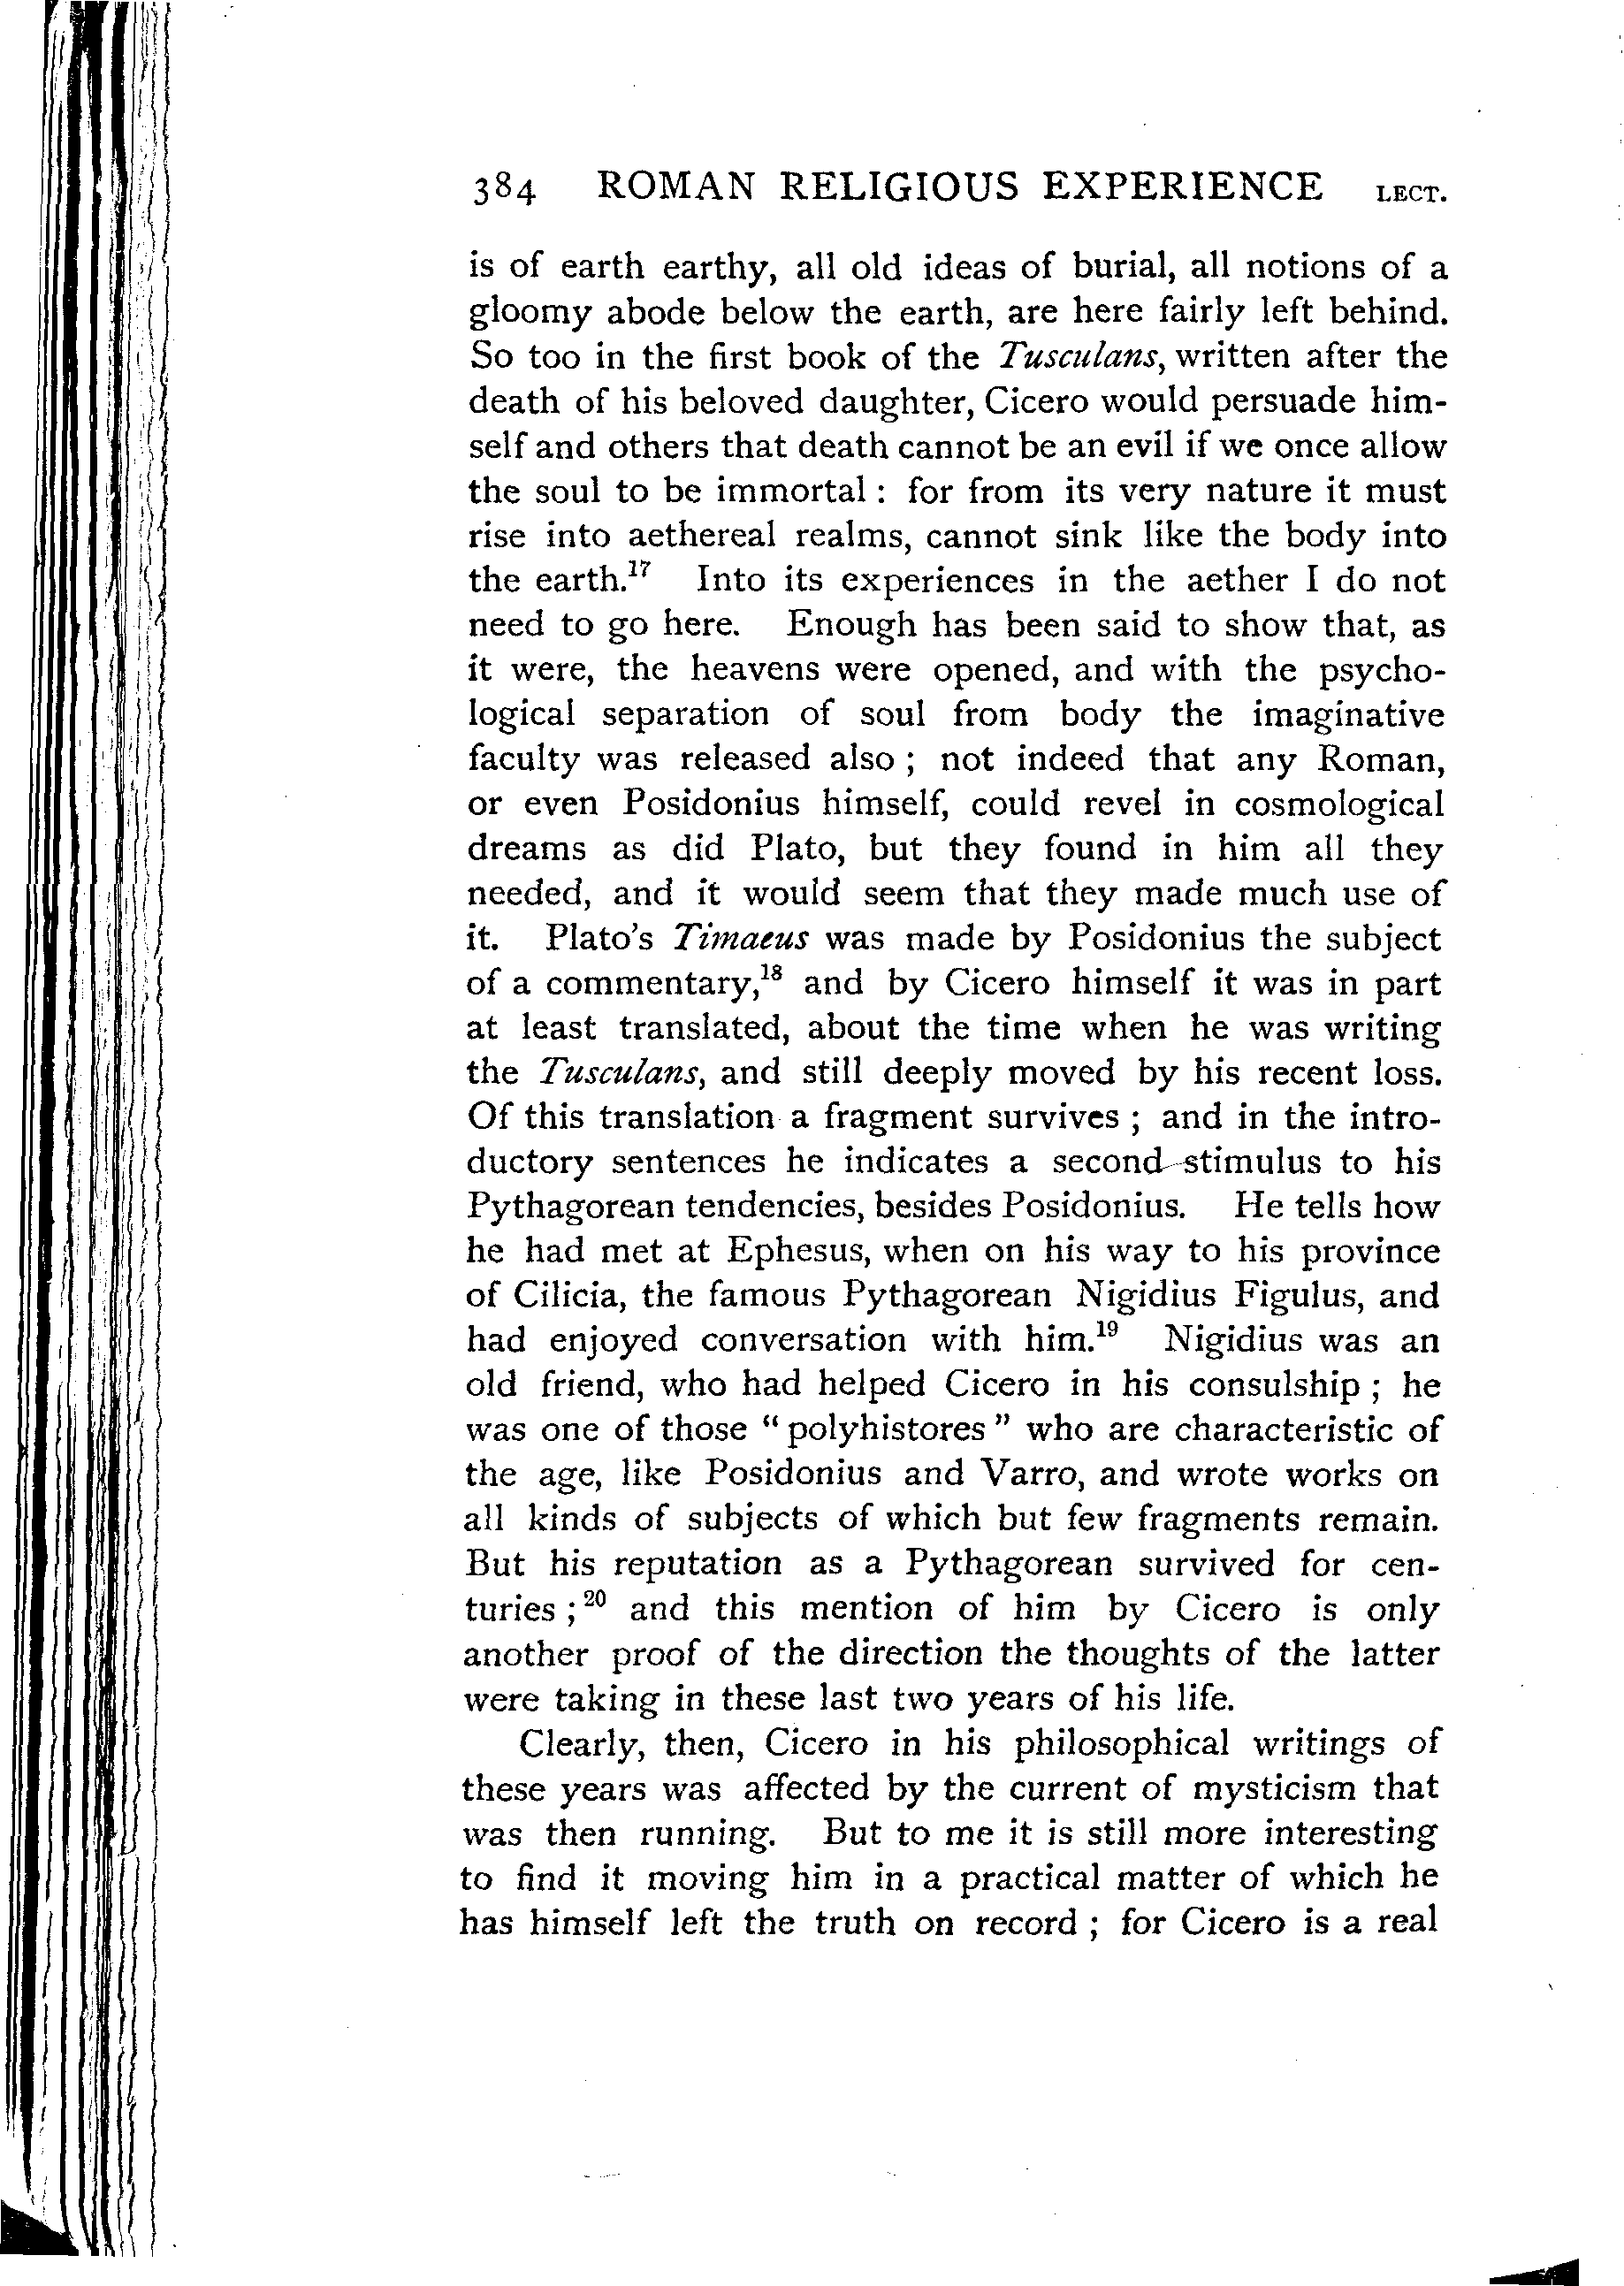 384 ROMAN RELIGIOUS EXPERIENCE LECT.
is of earth earthy, all old ideas of burial, all notions of a
gloomy abode below the earth, are here fairly left behind.
So too in the first book of the Tusculans, written after the
death of his beloved daughter, Cicero would persuade him-
self and others that death cannot be an evil if we once allow
the soul to be immortal : for from its very nature it must
rise into aethereal realms, cannot sink like the body into
the earth.¹⁷ Into its experiences in the aether I do not
need to go here. Enough has been said to show that, as
it were, the heavens were opened, and with the psycho-
logical separation of soul from body the imaginative
faculty was released also ; not indeed that any Roman,
or even Posidonius himself, could revel in cosmological
dreams as did Plato, but they found in him all they
needed, and it would seem that they made much use of
it. Plato's Timaeus was made by Posidonius the subject
of a commentary,¹⁸ and by Cicero himself it was in part
at least translated, about the time when he was writing
the Tusculans, and still deeply moved by his recent loss.
Of this translation a fragment survives ; and in the intro-
ductory sentences he indicates a second stimulus to his
Pythagorean tendencies, besides Posidonius. He tells how
he had met at Ephesus, when on his way to his province
of Cilicia, the famous Pythagorean Nigidius Figulus, and
had enjoyed conversation with him.¹⁹ Nigidius was an
old friend, who had helped Cicero in his consulship ; he
was one of those “ polyhistores ” who are characteristic of
the age, like Posidonius and Varro, and wrote works on
all kinds of subjects of which but few fragments remain.
But his reputation as a Pythagorean survived for cen-
turies ;²⁰ and this mention of him by Cicero is only
another proof of the direction the thoughts of the latter
were taking in these last two years of his life.
Clearly, then, Cicero in his philosophical writings of
these years was affected by the current of mysticism that
was then running. But to me it is still more interesting
to find it moving him in a practical matter of which he
has himself left the truth on record ; for Cicero is a real